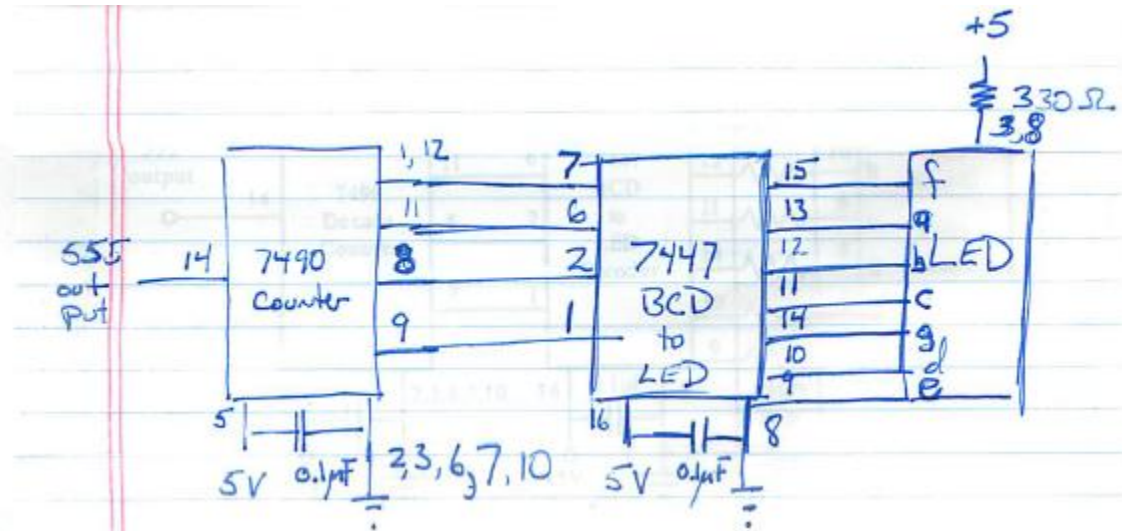 +5
330 Ω
3,8
1, 12 7 15 f
11 6 13 a
555 14 7490 8 2 7447 12 b LED
out Counter BCD 11 c
put 9 1 to 14 g
LED 10 d
9 e
5 16 8
5V 0.1µF 2,3,6,7,10 5V 0.1µF